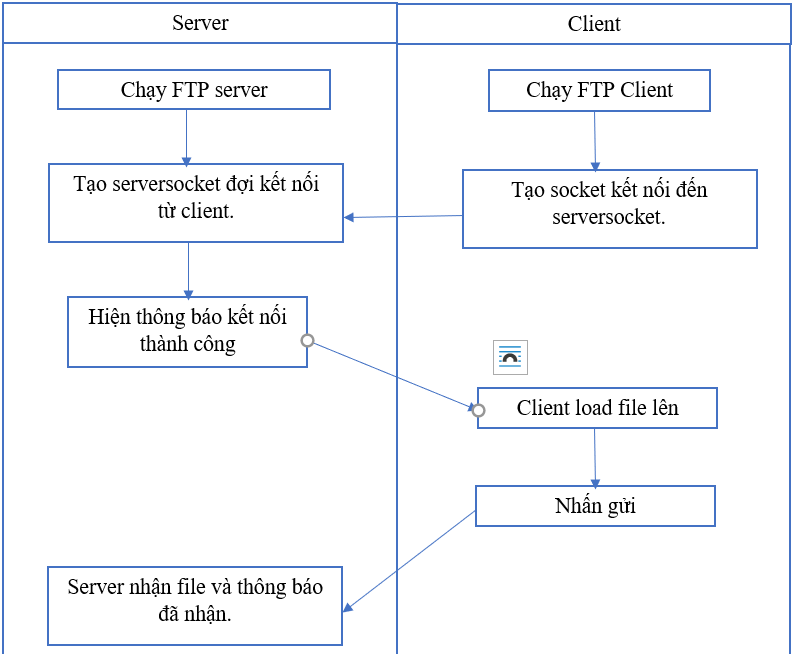 Server
Client
Chạy FTP server
Chạy FTP Client
Tạo serversocket đợi kết nối
từ client.
Tạo socket kết nối đến
serversocket.
Hiện thông báo kết nối
thành công
Client load file lên
Nhấn gửi
Server nhận file và thông báo
đã nhận.